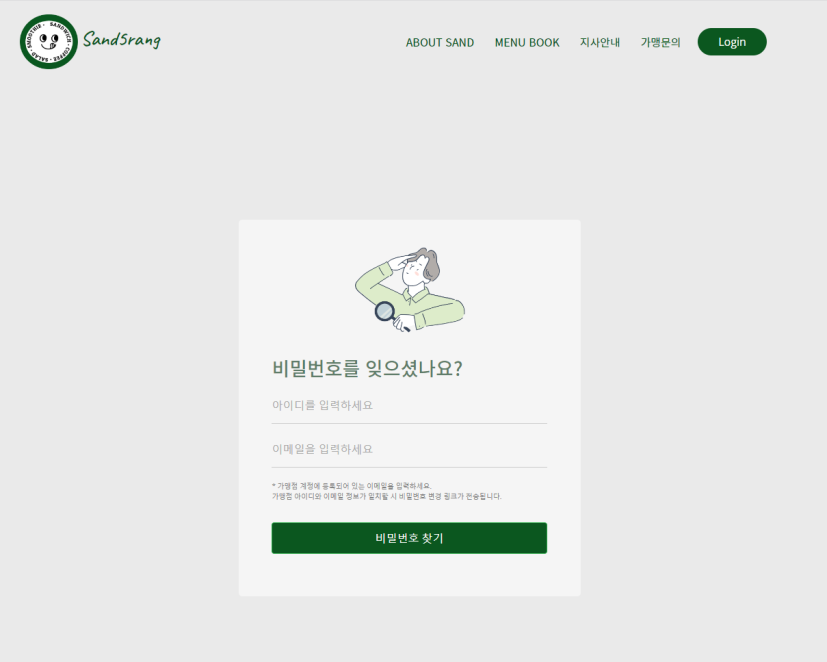 SMOOTHIE · SANDWICH · COFFEE · SALAD ·
SandSrang
ABOUT SAND
MENU BOOK
지사안내
가맹문의
Login
비밀번호를 잊으셨나요?
아이디를 입력하세요
이메일을 입력하세요
* 가맹점 계정에 등록되어 있는 이메일을 입력하세요.
가맹점 아이디와 이메일 정보가 일치할 시 비밀번호 변경 링크가 전송됩니다.
비밀번호 찾기